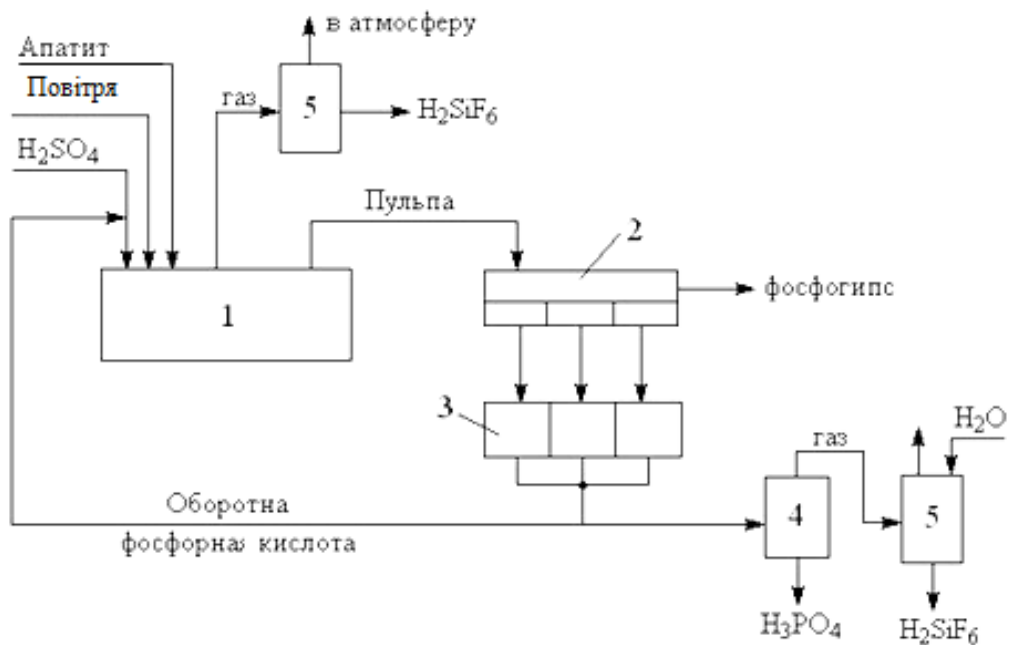 в атмосферу
Апатит
Повітря
газ
5
H₂SiF₆
H₂SO₄
Пульпа
2
фосфогипс
1
3
H₂O
газ
Оборотна
фосфорная кислота
4
5
H₃PO₄
H₂SiF₆